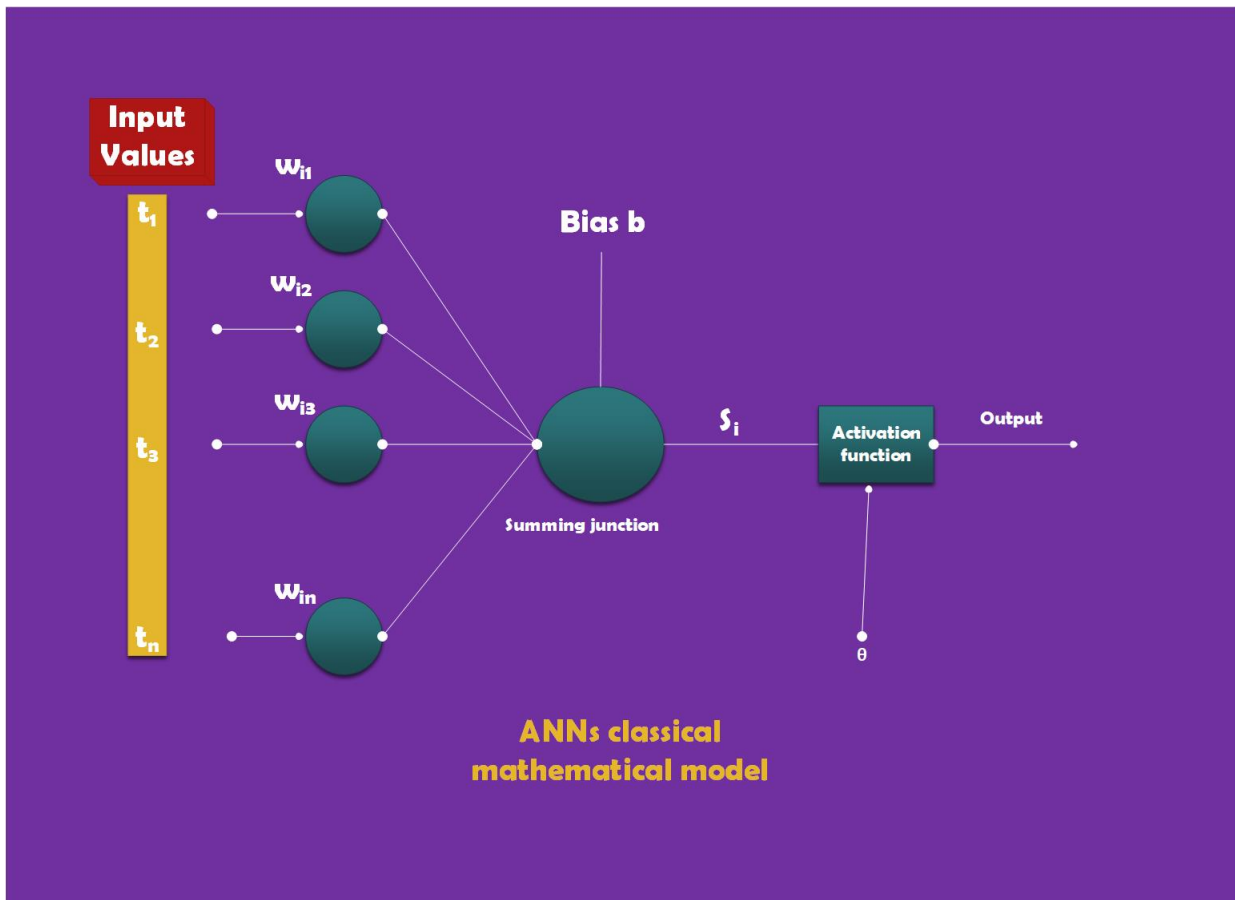 Input
Values
t₁
t₂
t₃
tₙ
wᵢ₁
wᵢ₂
wᵢ₃
wᵢₙ
Bias b
Summing junction
Sᵢ
Activation
function
Output
θ
ANNs classical
mathematical model